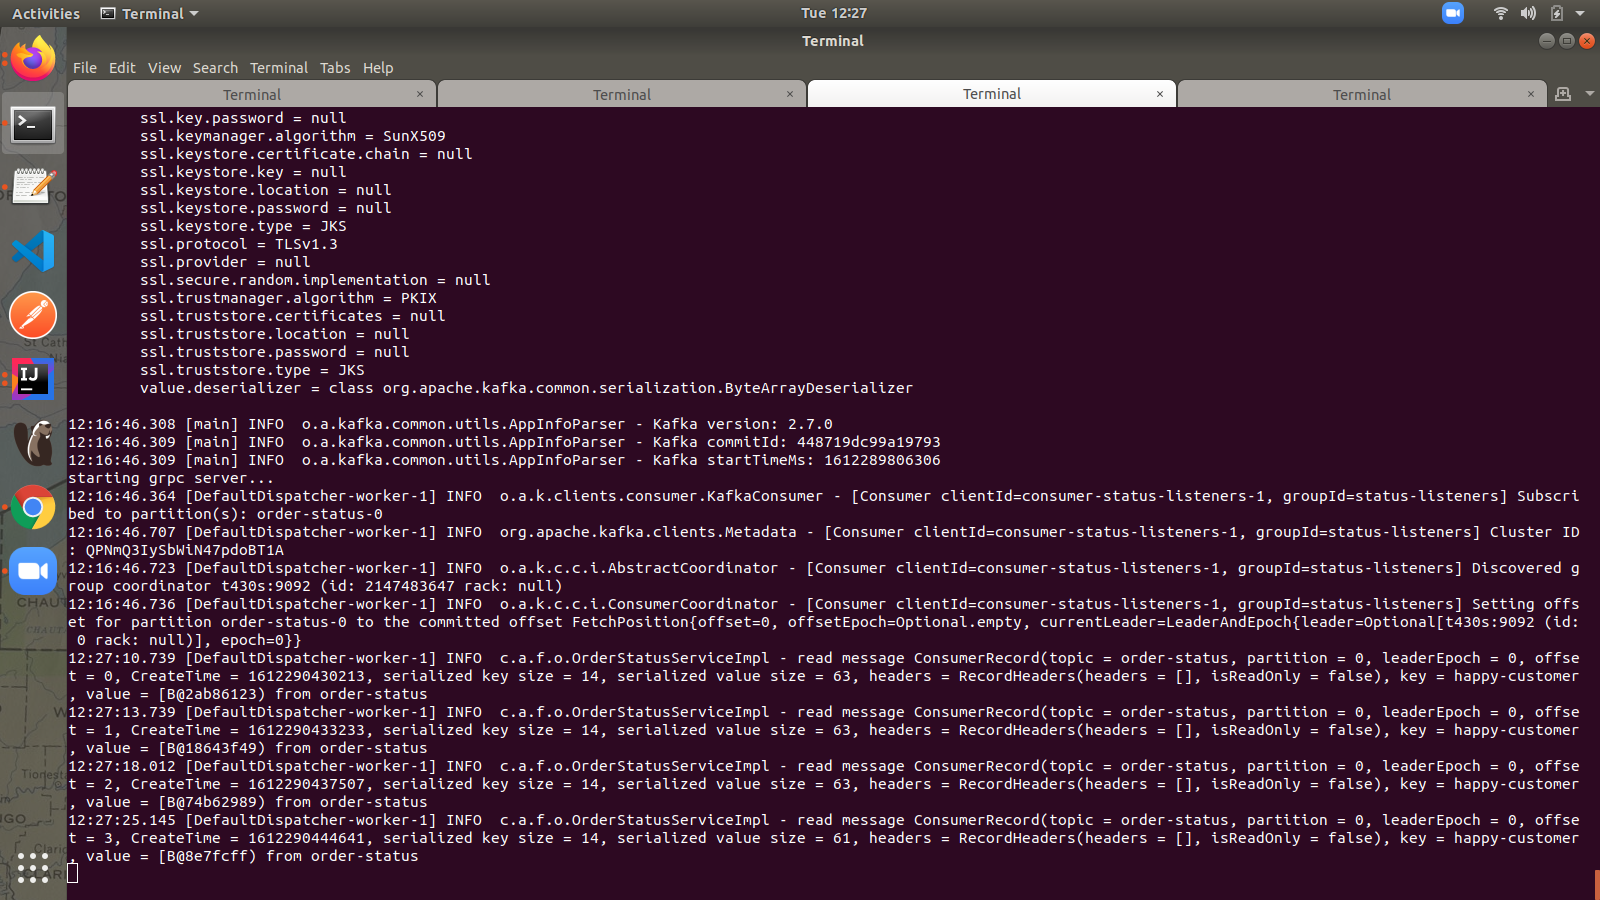 Activities
Terminal
Tue 12:27
Terminal
File Edit View Search Terminal Tabs Help
Terminal × Terminal × Terminal × Terminal ×
ssl.key.password = null
ssl.keymanager.algorithm = SunX509
ssl.keystore.certificate.chain = null
ssl.keystore.key = null
ssl.keystore.location = null
ssl.keystore.password = null
ssl.keystore.type = JKS
ssl.protocol = TLSv1.3
ssl.provider = null
ssl.secure.random.implementation = null
ssl.trustmanager.algorithm = PKIX
ssl.truststore.certificates = null
ssl.truststore.location = null
ssl.truststore.password = null
ssl.truststore.type = JKS
value.deserializer = class org.apache.kafka.common.serialization.ByteArrayDeserializer
12:16:46.308 [main] INFO  o.a.kafka.common.utils.AppInfoParser - Kafka version: 2.7.0
12:16:46.309 [main] INFO  o.a.kafka.common.utils.AppInfoParser - Kafka commitId: 448719dc99a19793
12:16:46.309 [main] INFO  o.a.kafka.common.utils.AppInfoParser - Kafka startTimeMs: 1612289806306
starting grpc server...
12:16:46.364 [DefaultDispatcher-worker-1] INFO  o.a.k.clients.consumer.KafkaConsumer - [Consumer clientId=consumer-status-listeners-1, groupId=status-listeners] Subscri
bed to partition(s): order-status-0
12:16:46.707 [DefaultDispatcher-worker-1] INFO  org.apache.kafka.clients.Metadata - [Consumer clientId=consumer-status-listeners-1, groupId=status-listeners] Cluster ID
: QPNmQ3IySbWiN47pdoBT1A
12:16:46.723 [DefaultDispatcher-worker-1] INFO  o.a.k.c.c.i.AbstractCoordinator - [Consumer clientId=consumer-status-listeners-1, groupId=status-listeners] Discovered g
roup coordinator t430s:9092 (id: 2147483647 rack: null)
12:16:46.736 [DefaultDispatcher-worker-1] INFO  o.a.k.c.c.i.ConsumerCoordinator - [Consumer clientId=consumer-status-listeners-1, groupId=status-listeners] Setting offs
et for partition order-status-0 to the committed offset FetchPosition{offset=0, offsetEpoch=Optional.empty, currentLeader=LeaderAndEpoch{leader=Optional[t430s:9092 (id:
 0 rack: null)], epoch=0}}
12:27:10.739 [DefaultDispatcher-worker-1] INFO  c.a.f.o.OrderStatusServiceImpl - read message ConsumerRecord(topic = order-status, partition = 0, leaderEpoch = 0, offse
t = 0, CreateTime = 1612290430213, serialized key size = 14, serialized value size = 63, headers = RecordHeaders(headers = [], isReadOnly = false), key = happy-customer
, value = [B@2ab86123) from order-status
12:27:13.739 [DefaultDispatcher-worker-1] INFO  c.a.f.o.OrderStatusServiceImpl - read message ConsumerRecord(topic = order-status, partition = 0, leaderEpoch = 0, offse
t = 1, CreateTime = 1612290433233, serialized key size = 14, serialized value size = 63, headers = RecordHeaders(headers = [], isReadOnly = false), key = happy-customer
, value = [B@18643f49) from order-status
12:27:18.012 [DefaultDispatcher-worker-1] INFO  c.a.f.o.OrderStatusServiceImpl - read message ConsumerRecord(topic = order-status, partition = 0, leaderEpoch = 0, offse
t = 2, CreateTime = 1612290437507, serialized key size = 14, serialized value size = 63, headers = RecordHeaders(headers = [], isReadOnly = false), key = happy-customer
, value = [B@74b62989) from order-status
12:27:25.145 [DefaultDispatcher-worker-1] INFO  c.a.f.o.OrderStatusServiceImpl - read message ConsumerRecord(topic = order-status, partition = 0, leaderEpoch = 0, offse
t = 3, CreateTime = 1612290444641, serialized key size = 14, serialized value size = 61, headers = RecordHeaders(headers = [], isReadOnly = false), key = happy-customer
, value = [B@8e7fcff) from order-status
IJ